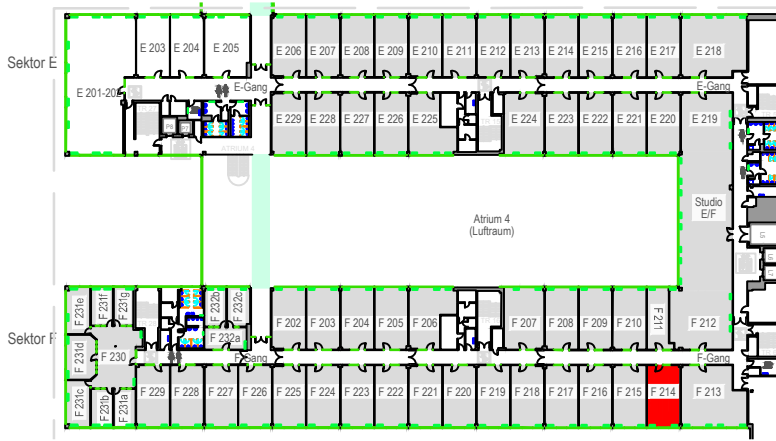 E 203 E 204 E 205 E 206 E 207 E 208 E 209 E 210 E 211 E 212 E 213 E 214 E 215 E 216 E 217 E 218
Sektor E
E 201-202
E-Gang E-Gang
E 229 E 228 E 227 E 226 E 225 E 224 E 223 E 222 E 221 E 220 E 219
ATRIUM 4
Studio
E/F
Atrium 4
(Luftraum)
F 231e F 231f F 231g F 232b F 232c
F 202 F 203 F 204 F 205 F 206 F 207 F 208 F 209 F 210 F 211 F 212
Sektor F
F 231d F 230 F 232a
F-Gang F-Gang
F 231c F 231b F 231a F 229 F 228 F 227 F 226 F 225 F 224 F 223 F 222 F 221 F 220 F 219 F 218 F 217 F 216 F 215 F 214 F 213